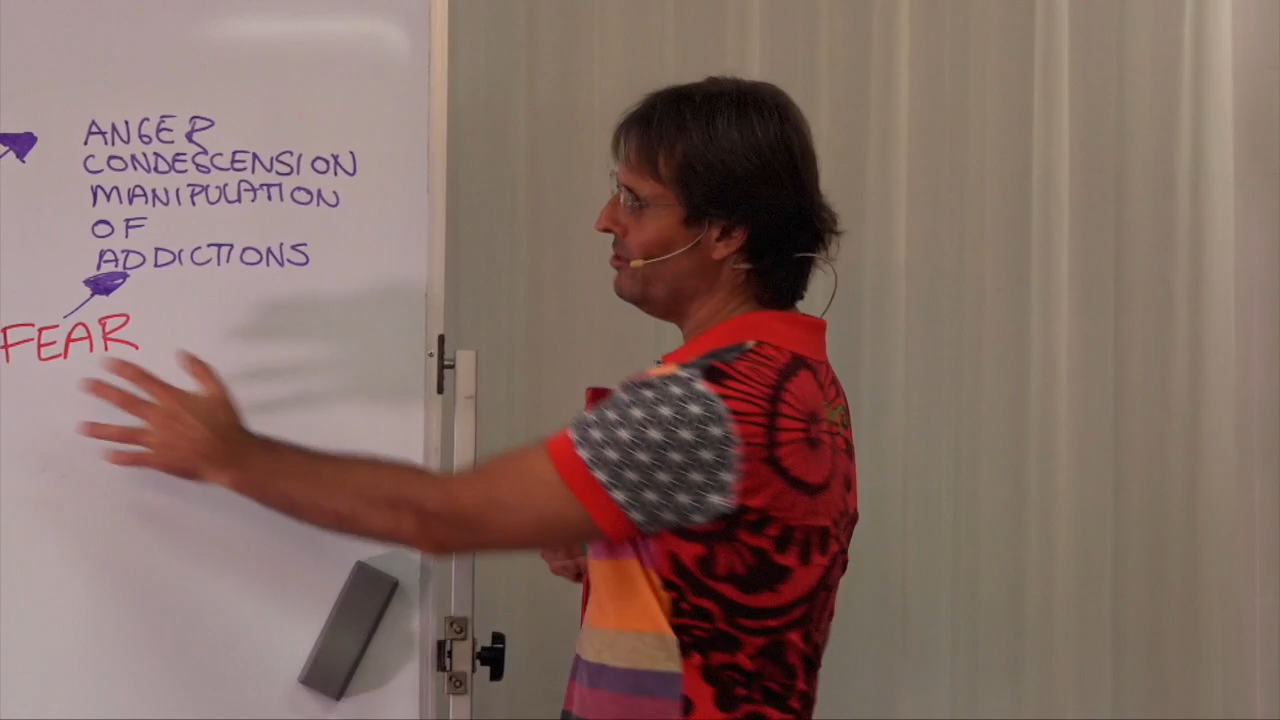 ANGER
CONDESCENSION
MANIPULATION
OF
ADDICTIONS
FEAR